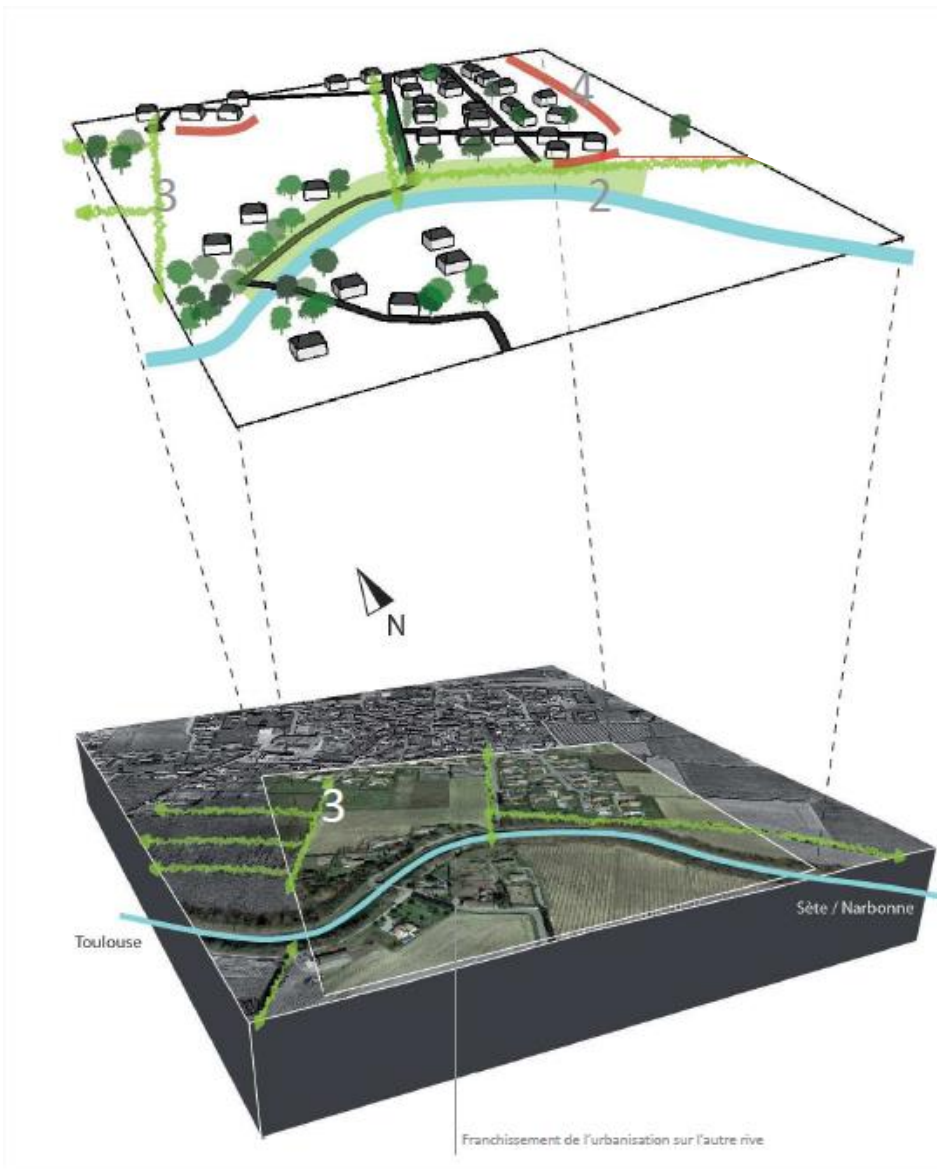 4
3
2
N
3
Sète / Narbonne
Toulouse
Franchissement de l'urbanisation sur l'autre rive